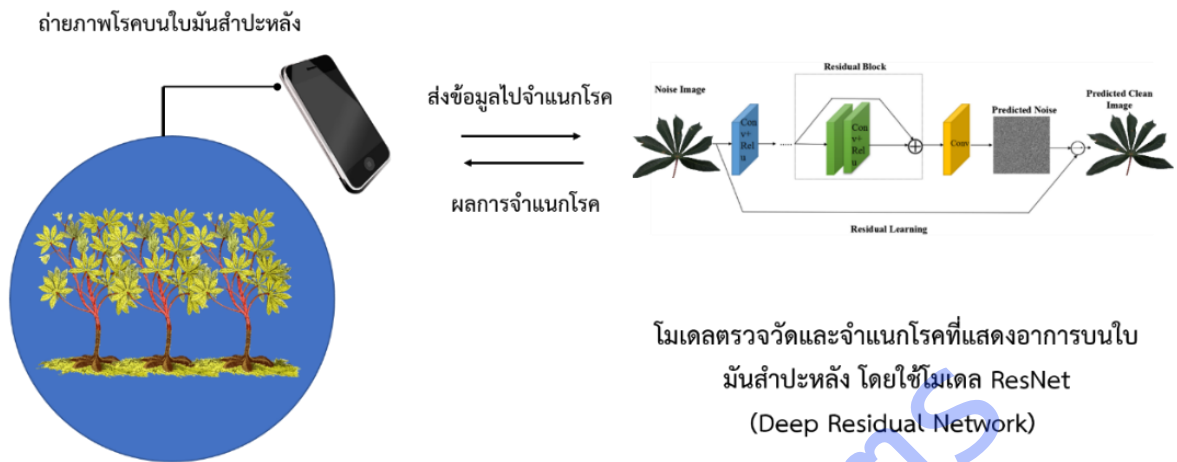 ถ่ายภาพโรคบนใบมันสำปะหลัง
ส่งข้อมูลไปจำแนกโรค
ผลการจำแนกโรค
Residual Block
Noise Image
Con
v+
Rel
u
......
Con
v+
Rel
u
Conv
Predicted Noise
Predicted Clean
Image
Residual Learning
โมเดลตรวจวัดและจำแนกโรคที่แสดงอาการบนใบ
มันสำปะหลัง โดยใช้โมเดล ResNet
(Deep Residual Network)